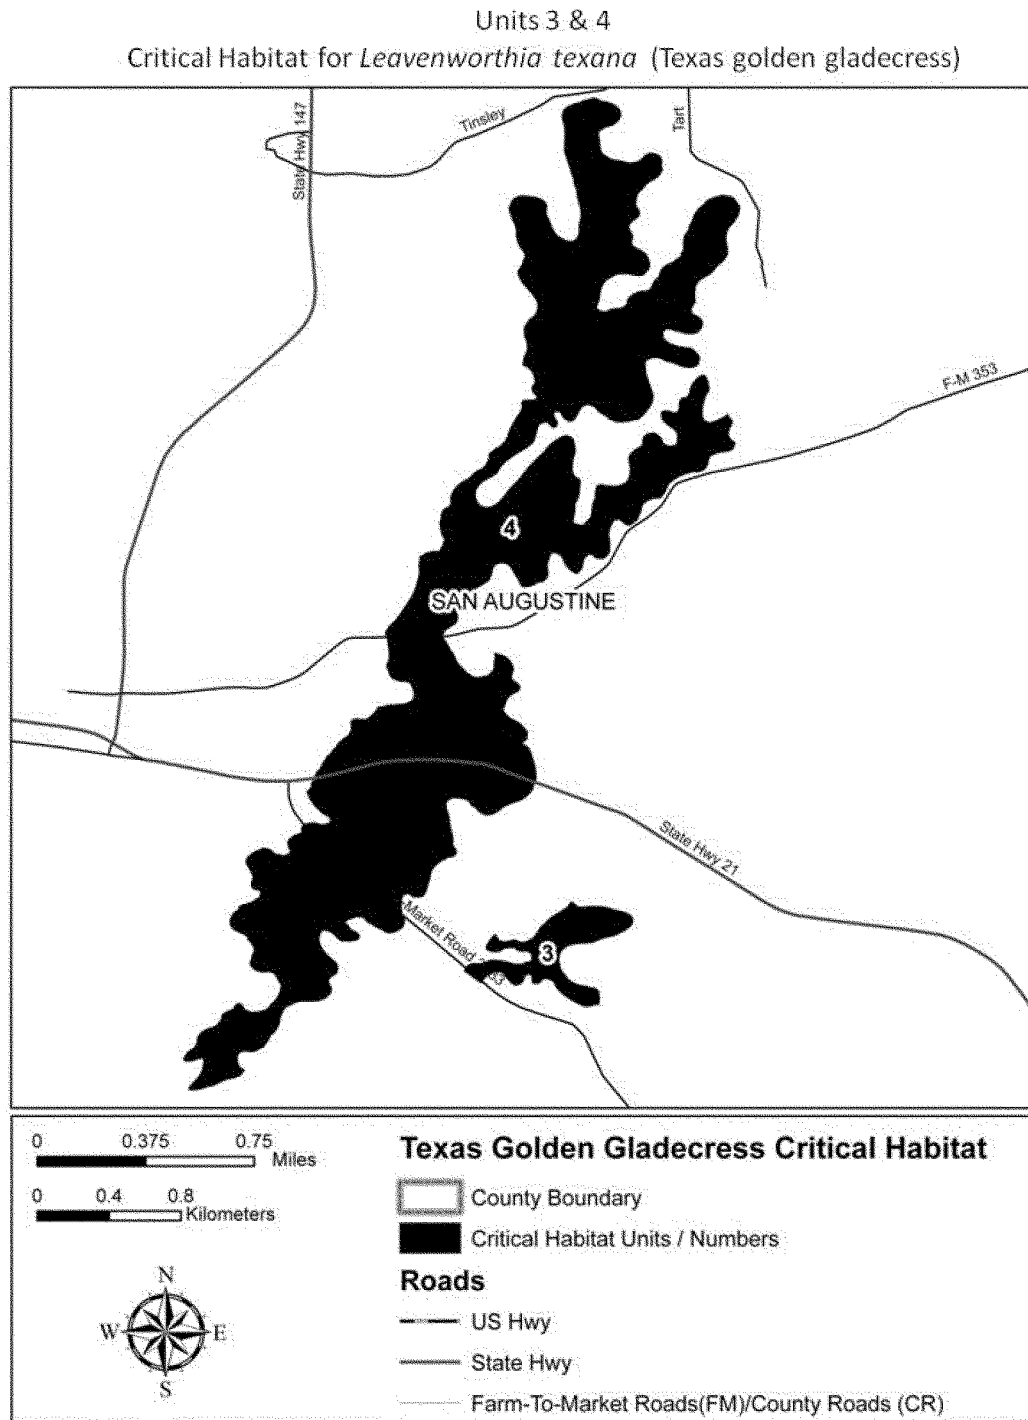 Units 3 & 4
Critical Habitat for Leavenworthia texana (Texas golden gladecress)
State Hwy 147
Tinsley
Tart
F-M 353
4
SAN AUGUSTINE
State Hwy 21
Market Road
3
0 0.375 0.75
Miles
0 0.4 0.8
Kilometers
N
W E
S
Texas Golden Gladecress Critical Habitat
County Boundary
Critical Habitat Units / Numbers
Roads
US Hwy
State Hwy
Farm-To-Market Roads(FM)/County Roads (CR)